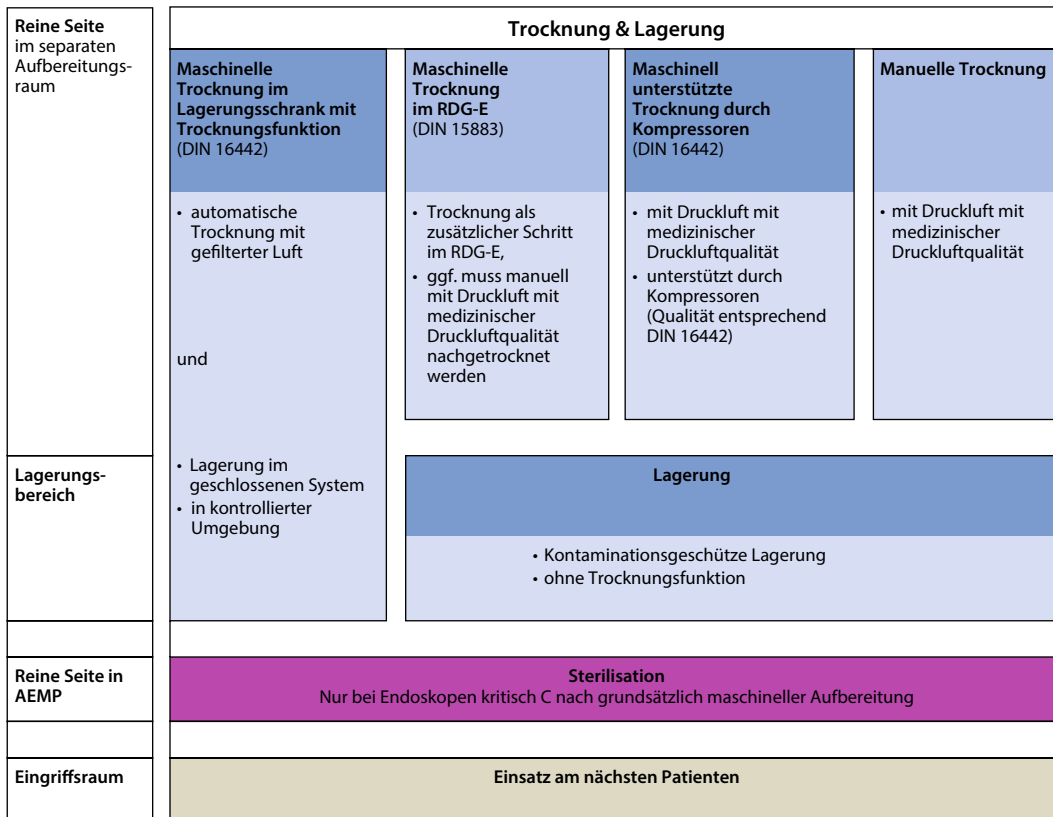 Reine Seite
im separaten
Aufbereitungs-
raum
Trocknung & Lagerung
Maschinelle
Trocknung im
Lagerungsschrank mit
Trocknungsfunktion
(DIN 16442)
• automatische
Trocknung mit
gefilterter Luft
und
• Lagerung im
geschlossenen System
• in kontrollierter
Umgebung
Maschinelle
Trocknung
im RDG-E
(DIN 15883)
• Trocknung als
zusätzlicher Schritt
im RDG-E,
• ggf. muss manuell
mit Druckluft mit
medizinischer
Druckluftqualität
nachgetrocknet
werden
Maschinell
unterstützte
Trocknung durch
Kompressoren
(DIN 16442)
• mit Druckluft mit
medizinischer
Druckluftqualität
• unterstützt durch
Kompressoren
(Qualität entsprechend
DIN 16442)
Manuelle Trocknung
• mit Druckluft mit
medizinischer
Druckluftqualität
Lagerungs-
bereich
Lagerung
• Kontaminationsgeschütze Lagerung
• ohne Trocknungsfunktion
Reine Seite in
AEMP
Sterilisation
Nur bei Endoskopen kritisch C nach grundsätzlich maschineller Aufbereitung
Eingriffsraum
Einsatz am nächsten Patienten